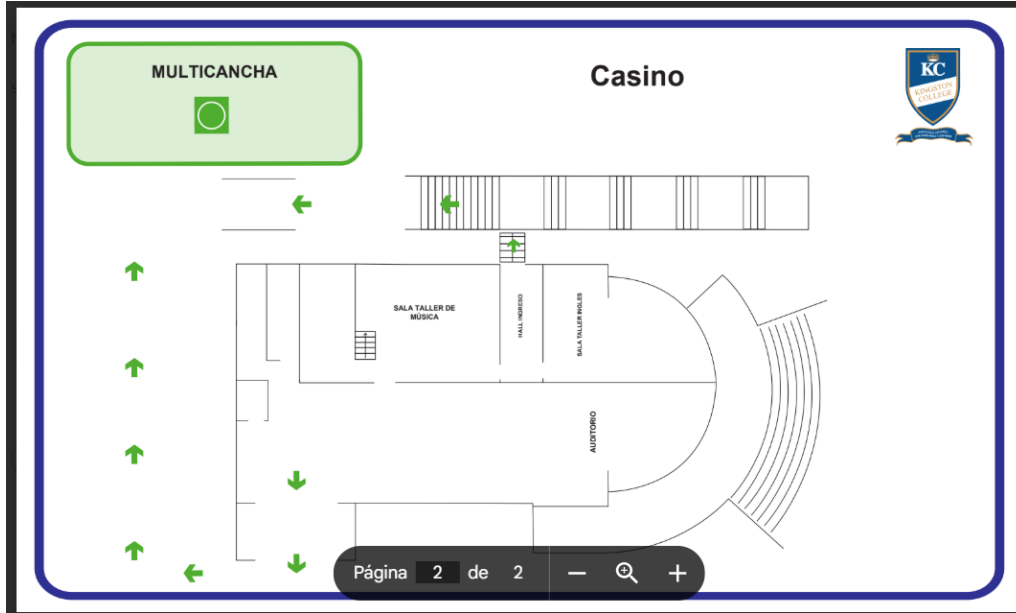 MULTICANCHA
Casino
KC
KINGSTON
COLLEGE
SALA TALLER DE
MÚSICA
HALL INGRESO
SALA TALLER INGLES
AUDITORIO
Página 2 de 2